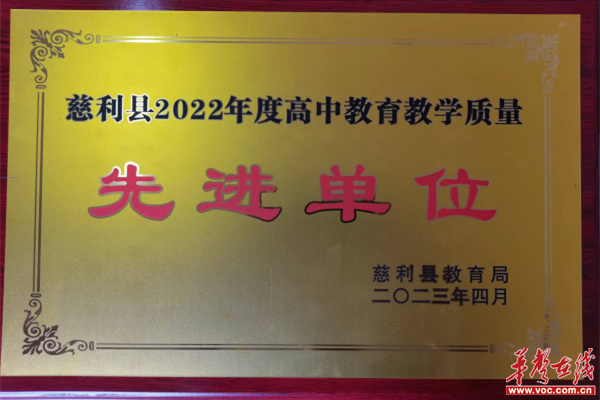 慈利县2022年度高中教育教学质量
先进单位
慈利县教育局
二〇二三年四月
华声在线
www.voc.com.cn